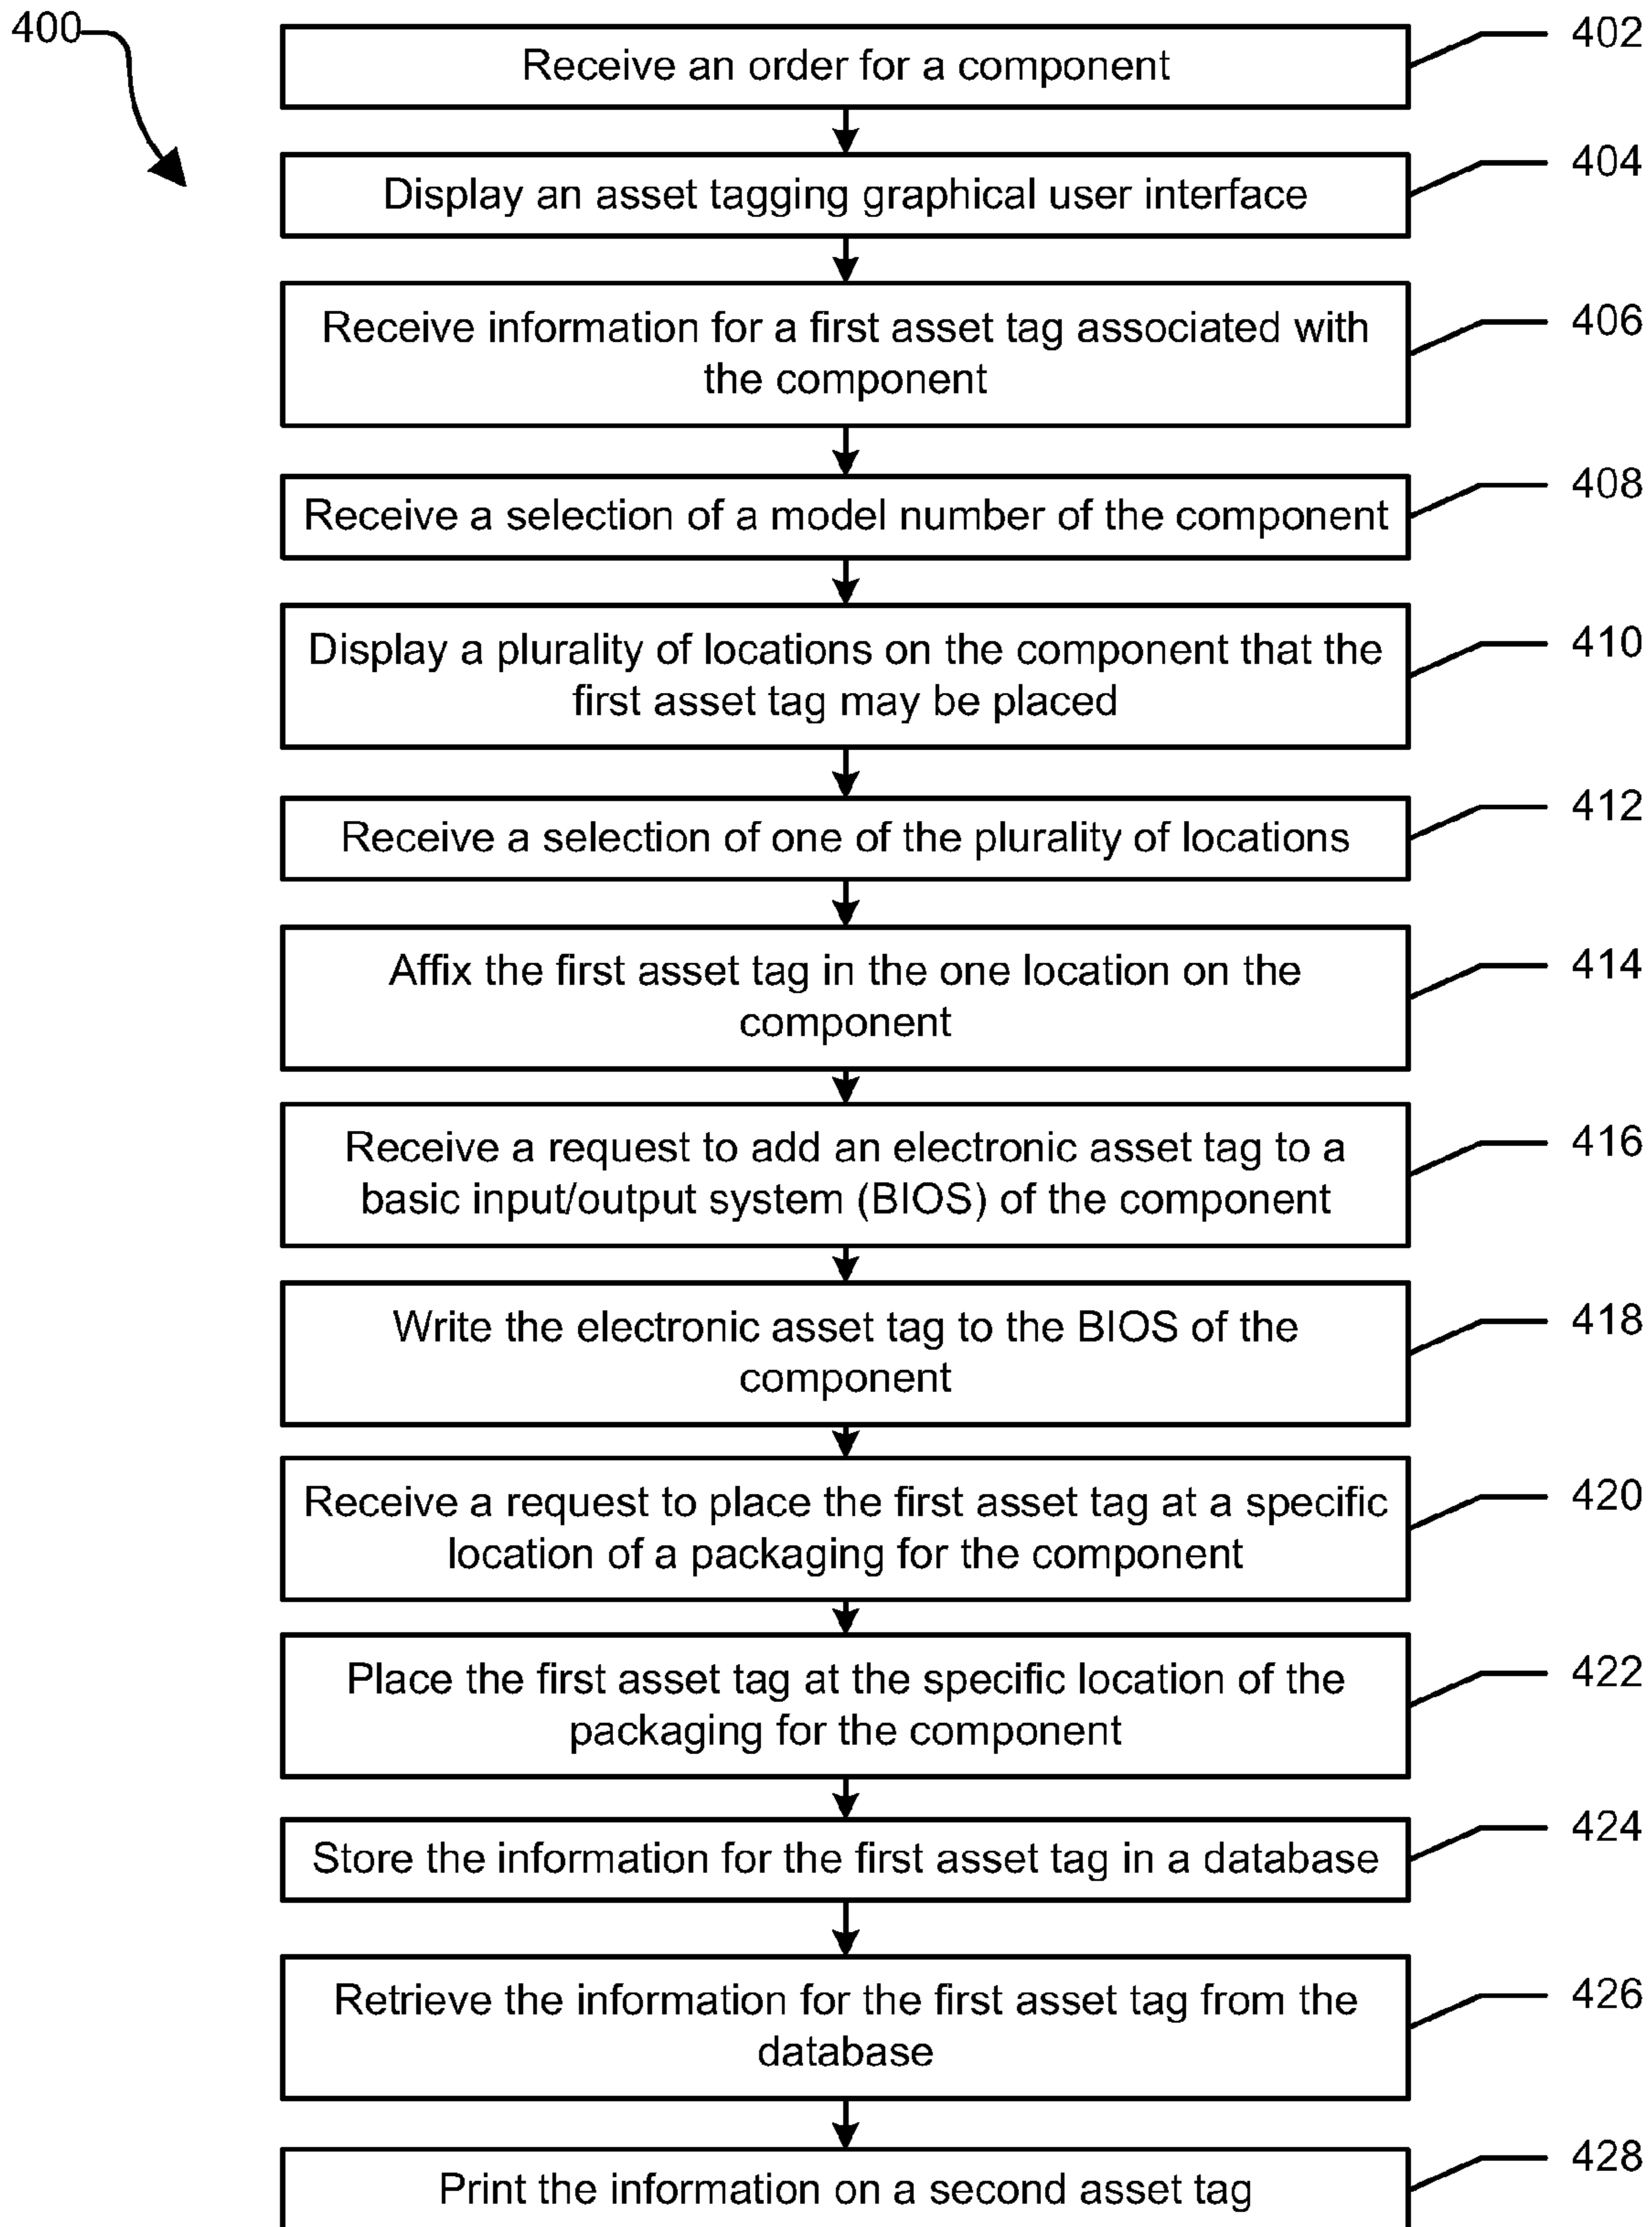 400
Receive an order for a component
402
Display an asset tagging graphical user interface
404
Receive information for a first asset tag associated with
the component
406
Receive a selection of a model number of the component
408
Display a plurality of locations on the component that the
first asset tag may be placed
410
Receive a selection of one of the plurality of locations
412
Affix the first asset tag in the one location on the
component
414
Receive a request to add an electronic asset tag to a
basic input/output system (BIOS) of the component
416
Write the electronic asset tag to the BIOS of the
component
418
Receive a request to place the first asset tag at a specific
location of a packaging for the component
420
Place the first asset tag at the specific location of the
packaging for the component
422
Store the information for the first asset tag in a database
424
Retrieve the information for the first asset tag from the
database
426
Print the information on a second asset tag
428